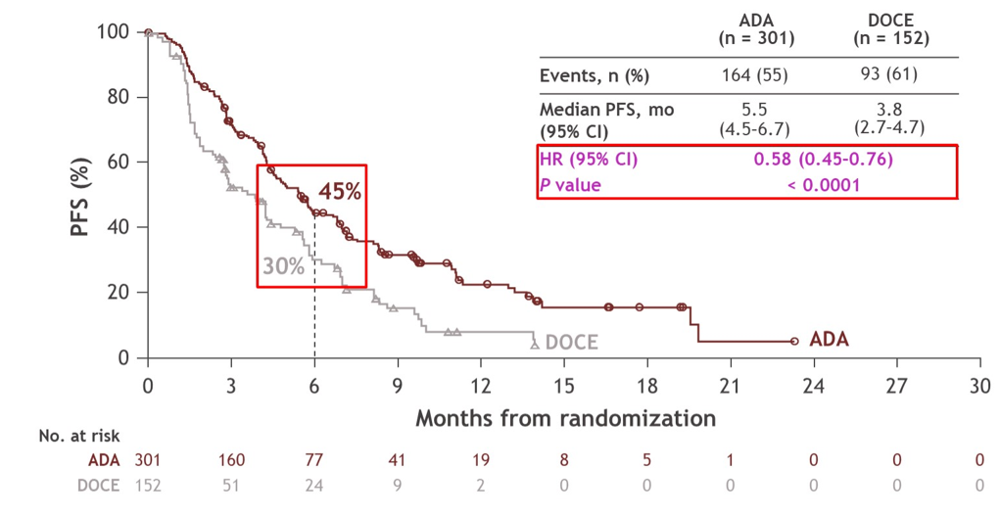 ADA DOCE
(n = 301) (n = 152)
Events, n (%) 164 (55) 93 (61)
Median PFS, mo 5.5 3.8
(95% CI) (4.5-6.7) (2.7-4.7)
HR (95% CI) 0.58 (0.45-0.76)
P value < 0.0001
PFS (%)
100
80
60
40
20
0
45%
30%
DOCE
ADA
0 3 6 9 12 15 18 21 24 27 30
Months from randomization
No. at risk
ADA 301 160 77 41 19 8 5 1 0 0 0
DOCE 152 51 24 9 2 0 0 0 0 0 0